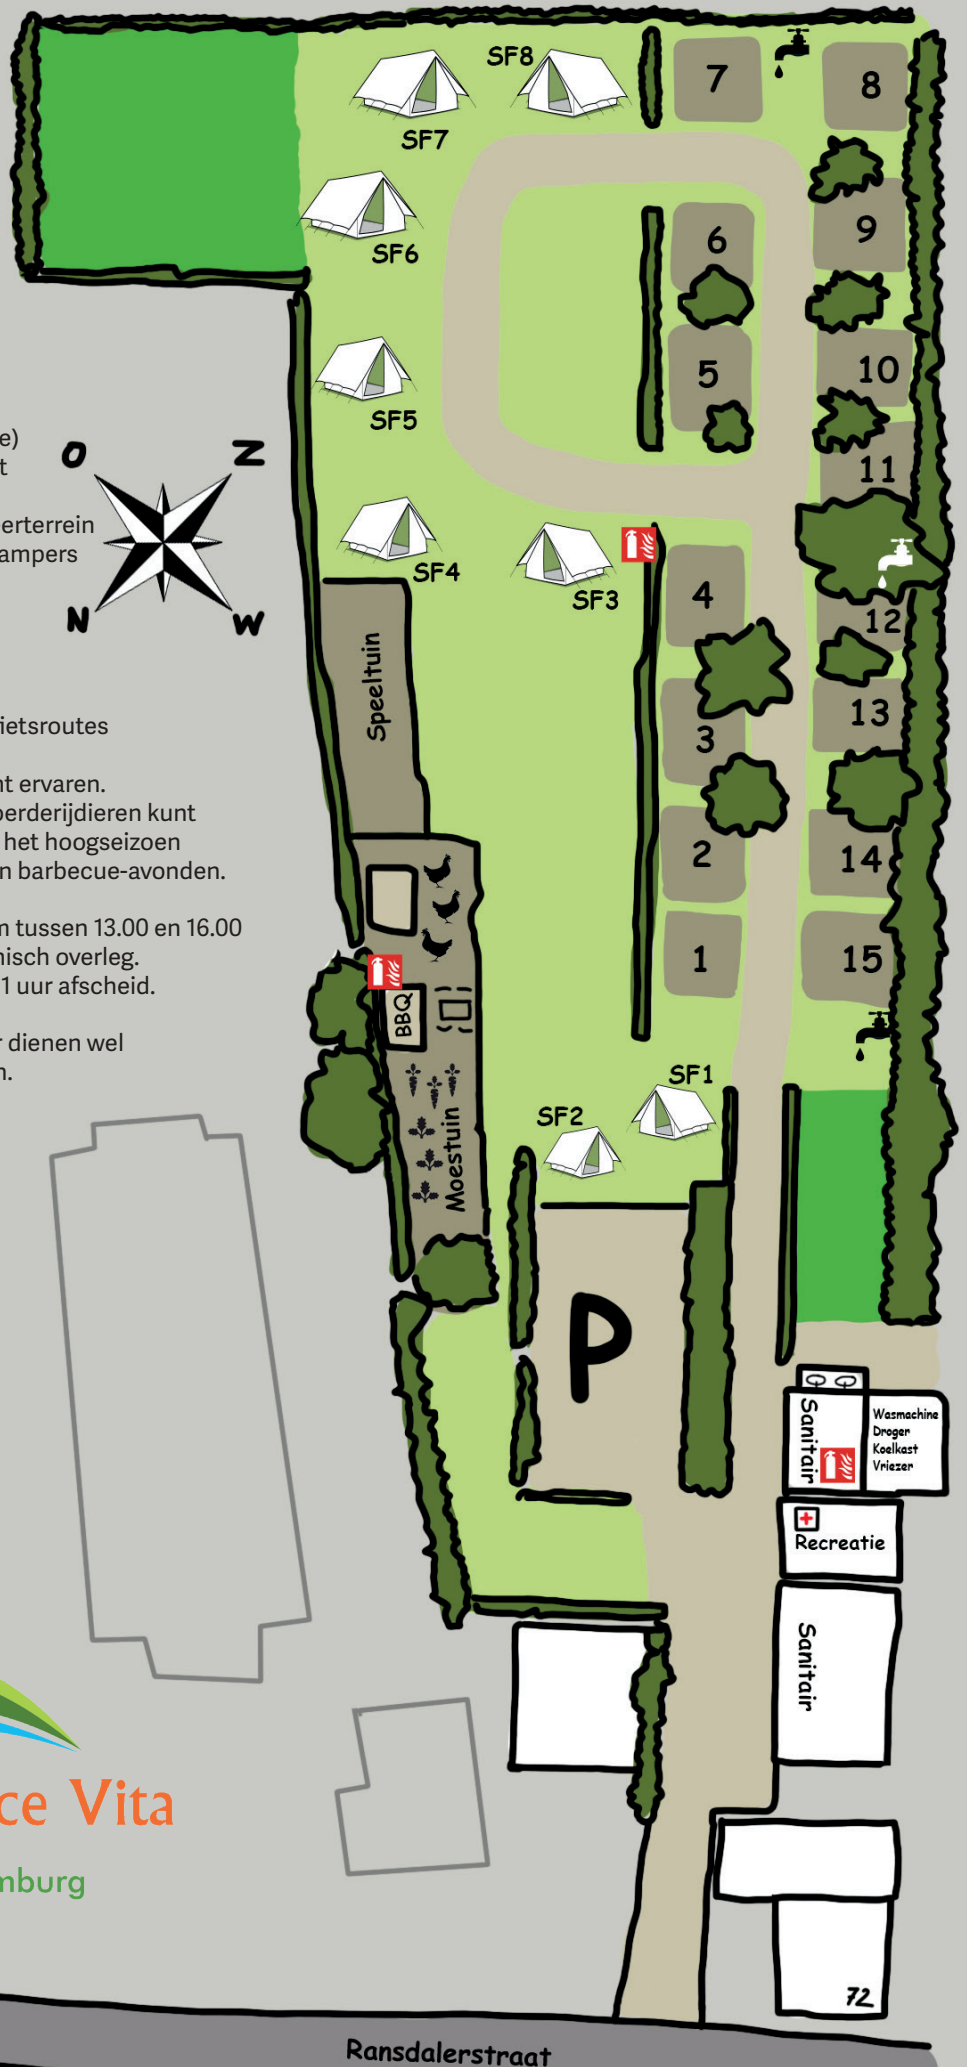 SF8
7
8
SF7
9
6
SF6
5
10
SF5
e)
t
O
Z
11
erterrein
ampers
SF4
SF3
4
N
W
12
Speeltuin
ietsroutes
13
3
nt ervaren.
oerderijdieren kunt
het hoogseizoen
n barbecue-avonden.
2
14
n tussen 13.00 en 16.00
nisch overleg.
1 uur afscheid.
1
15
BBQ
r dienen wel
n.
SF1
SF2
Moestuin
P
Sanitair
Wasmachine
Droger
Koelkast
Vriezer
Recreatie
Sanitair
ce Vita
mburg
72
Ransdalerstraat